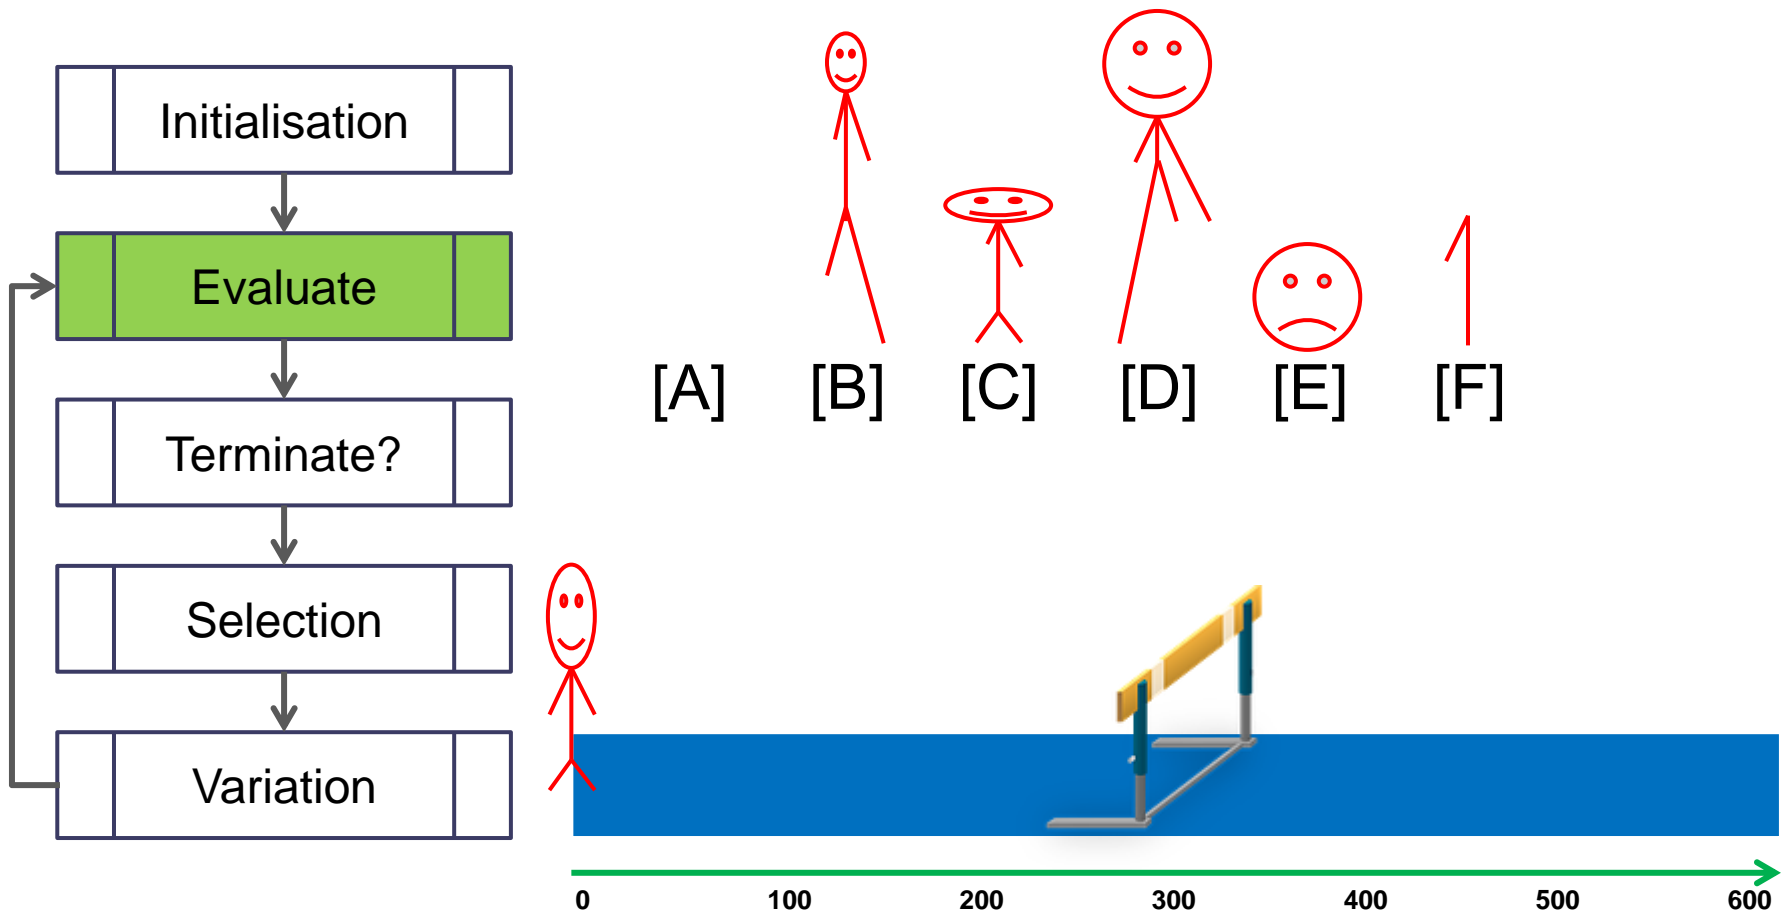 Initialisation
Evaluate
Terminate?
Selection
Variation
[A] [B] [C] [D] [E] [F]
0 100 200 300 400 500 600